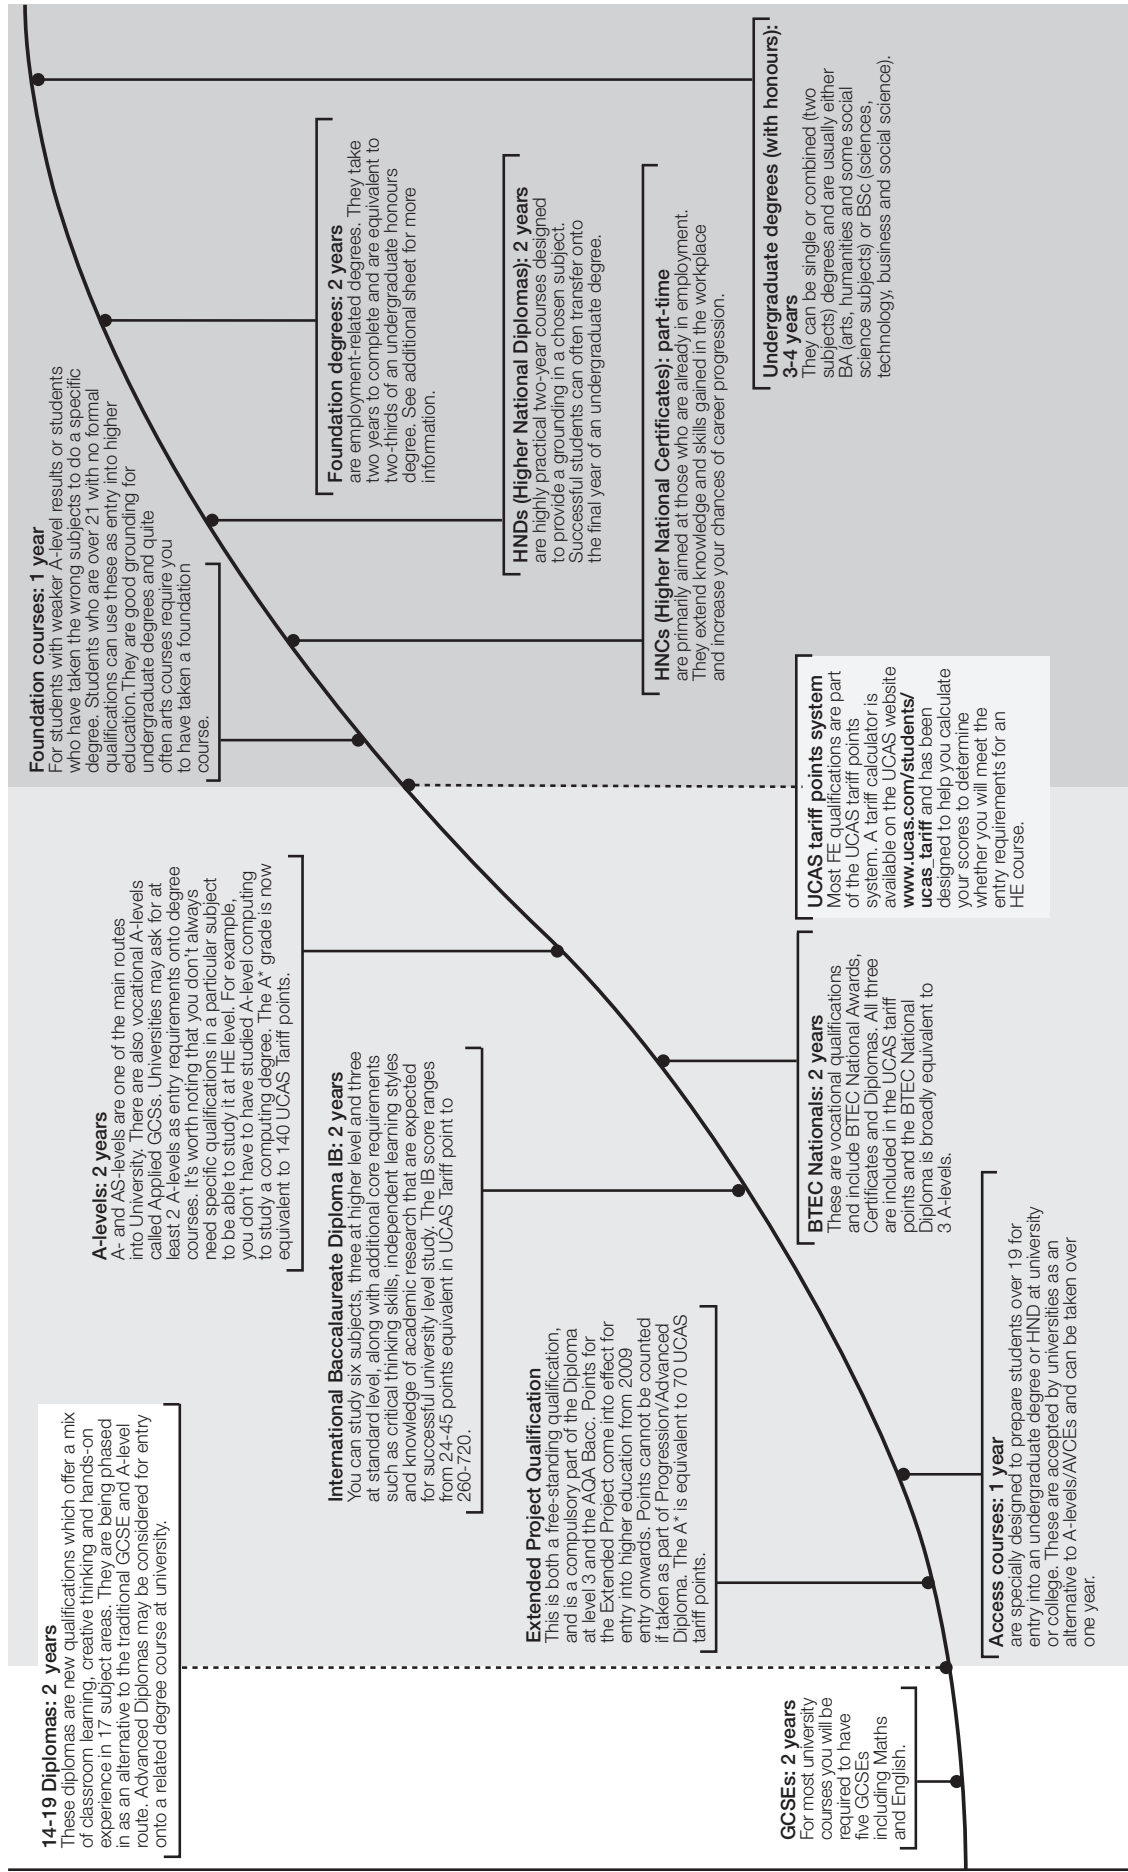 14-19 Diplomas: 2 years
These diplomas are new qualifications which offer a mix
of classroom learning, creative thinking and hands-on
experience in 17 subject areas. They are being phased
in as an alternative to the traditional GCSE and A-level
route. Advanced Diplomas may be considered for entry
onto a related degree course at university.
GCSEs: 2 years
For most university
courses you will be
required to have
five GCSEs
including Maths
and English.
Extended Project Qualification
This is both a free-standing qualification,
and is a compulsory part of the Diploma
at level 3 and the AQA Bacc. Points for
the Extended Project come into effect for
entry into higher education from 2009
entry onwards. Points cannot be counted
if taken as part of Progression/Advanced
Diploma. The A* is equivalent to 70 UCAS
tariff points.
Access courses: 1 year
are specially designed to prepare students over 19 for
entry into an undergraduate degree or HND at university
or college. These are accepted by universities as an
alternative to A-levels/AVCEs and can be taken over
one year.
International Baccalaureate Diploma IB: 2 years
You can study six subjects, three at higher level and three
at standard level, along with additional core requirements
such as critical thinking skills, independent learning styles
and knowledge of academic research that are expected
for successful university level study. The IB score ranges
from 24-45 points equivalent in UCAS Tariff point to
260-720.
BTEC Nationals: 2 years
These are vocational qualifications
and include BTEC National Awards,
Certificates and Diplomas. All three
are included in the UCAS tariff
points and the BTEC National
Diploma is broadly equivalent to
3 A-levels.
A-levels: 2 years
A- and AS-levels are one of the main routes
into University. There are also vocational A-levels
called Applied GCSs. Universities may ask for at
least 2 A-levels as entry requirements onto degree
courses. It's worth noting that you don't always
need specific qualifications in a particular subject
to be able to study it at HE level. For example,
you don't have to have studied A-level computing
to study a computing degree. The A* grade is now
equivalent to 140 UCAS Tariff points.
UCAS tariff points system
Most FE qualifications are part
of the UCAS tariff points
system. A tariff calculator is
available on the UCAS website
www.ucas.com/students/
ucas_tariff and has been
designed to help you calculate
your scores to determine
whether you will meet the
entry requirements for an
HE course.
Foundation courses: 1 year
For students with weaker A-level results or students
who have taken the wrong subjects to do a specific
degree. Students who are over 21 with no formal
qualifications can use these as entry into higher
education.They are good grounding for
undergraduate degrees and quite
often arts courses require you
to have taken a foundation
course.
HNCs (Higher National Certificates): part-time
are primarily aimed at those who are already in employment.
They extend knowledge and skills gained in the workplace
and increase your chances of career progression.
HNDs (Higher National Diplomas): 2 years
are highly practical two-year courses designed
to provide a grounding in a chosen subject.
Successful students can often transfer onto
the final year of an undergraduate degree.
Foundation degrees: 2 years
are employment-related degrees. They take
two years to complete and are equivalent to
two-thirds of an undergraduate honours
degree. See additional sheet for more
information.
Undergraduate degrees (with honours):
3-4 years
They can be single or combined (two
subjects) degrees and are usually either
BA (arts, humanities and some social
science subjects) or BSc (sciences,
technology, business and social science).